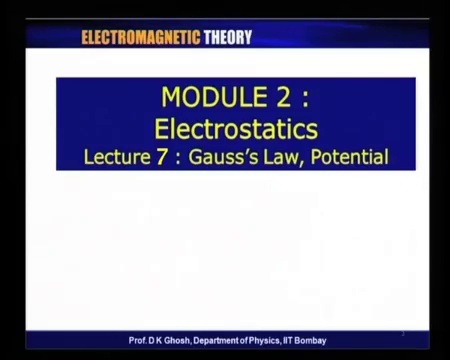 ELECTROMAGNETIC THEORY
MODULE 2 :
Electrostatics
Lecture 7 : Gauss's Law, Potential
Prof. D K Ghosh, Department of Physics, IIT Bombay